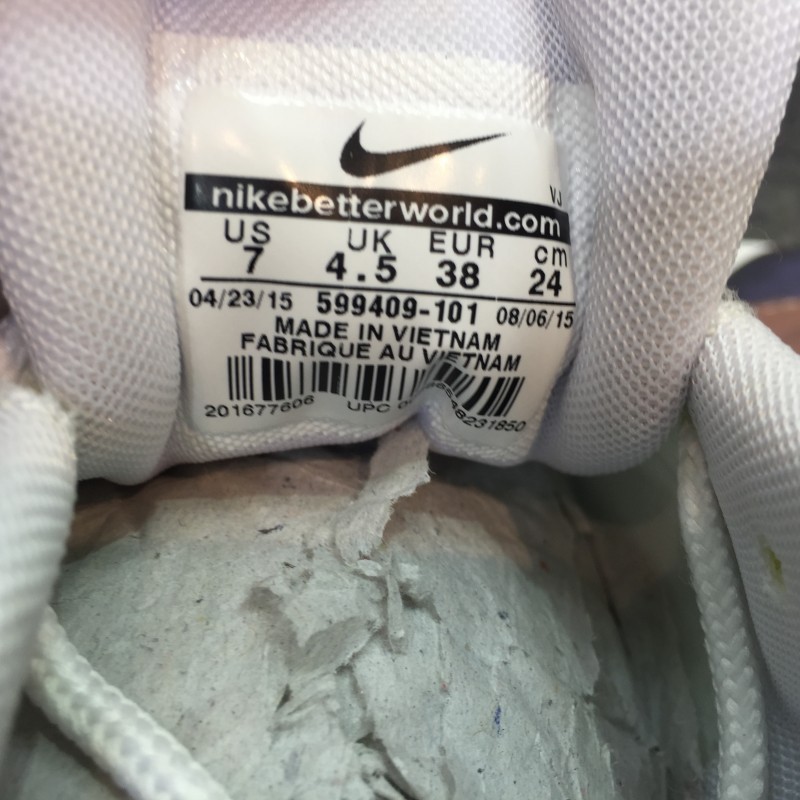 VJ
nikebetterworld.com
US UK EUR cm
7 4.5 38 24
04/23/15 599409-101 08/06/15
MADE IN VIETNAM
FABRIQUE AU VIETNAM
201677606 UPC